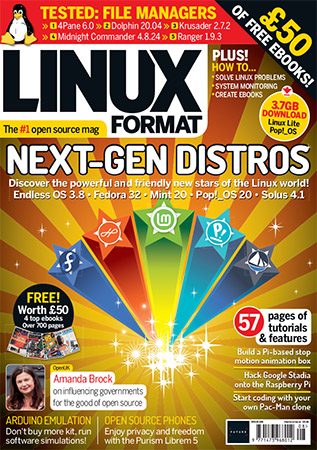 TESTED: FILE MANAGERS
1 4Pane 6.0 2 Dolphin 20.04 3 Krusader 2.7.2
4 Midnight Commander 4.8.24 5 Ranger 1.9.3
£50
OF FREE EBOOKS!
LINUX
FORMAT
The #1 open source mag
PLUS!
HOW TO...
SOLVE LINUX PROBLEMS
SYSTEM MONITORING
CREATE EBOOKS
3.7GB
DOWNLOAD
Linux Lite
Pop!_OS
NEXT-GEN DISTROS
Discover the powerful and friendly new stars of the Linux world!
Endless OS 3.8 • Fedora 32 • Mint 20 • Pop!_OS 20 • Solus 4.1
FREE!
Worth £50
4 top ebooks
Over 700 pages
57 pages of
tutorials
& features
Build a Pi-based stop
motion animation box
Hack Google Stadia
onto the Raspberry Pi
Start coding with your
own Pac-Man clone
OpenUK
Amanda Brock
on influencing governments
for the good of open source
ARDUINO EMULATION
Don't buy more kit, run
software simulations!
OPEN SOURCE PHONES
Enjoy privacy and freedom
with the Purism Librem 5
FUTURE
9 771473 968012